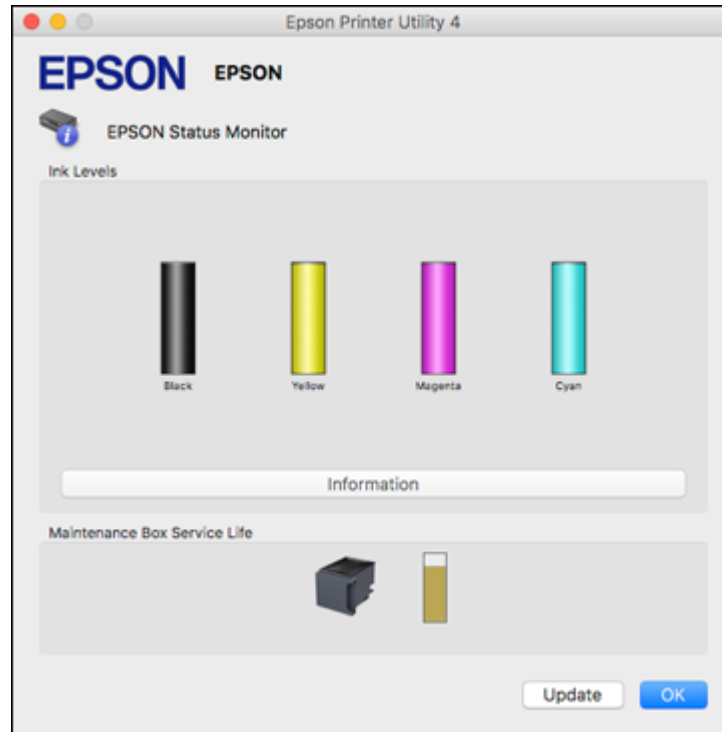 Epson Printer Utility 4
EPSON EPSON
EPSON Status Monitor
Ink Levels
Black Yellow Magenta Cyan
Information
Maintenance Box Service Life
Update OK